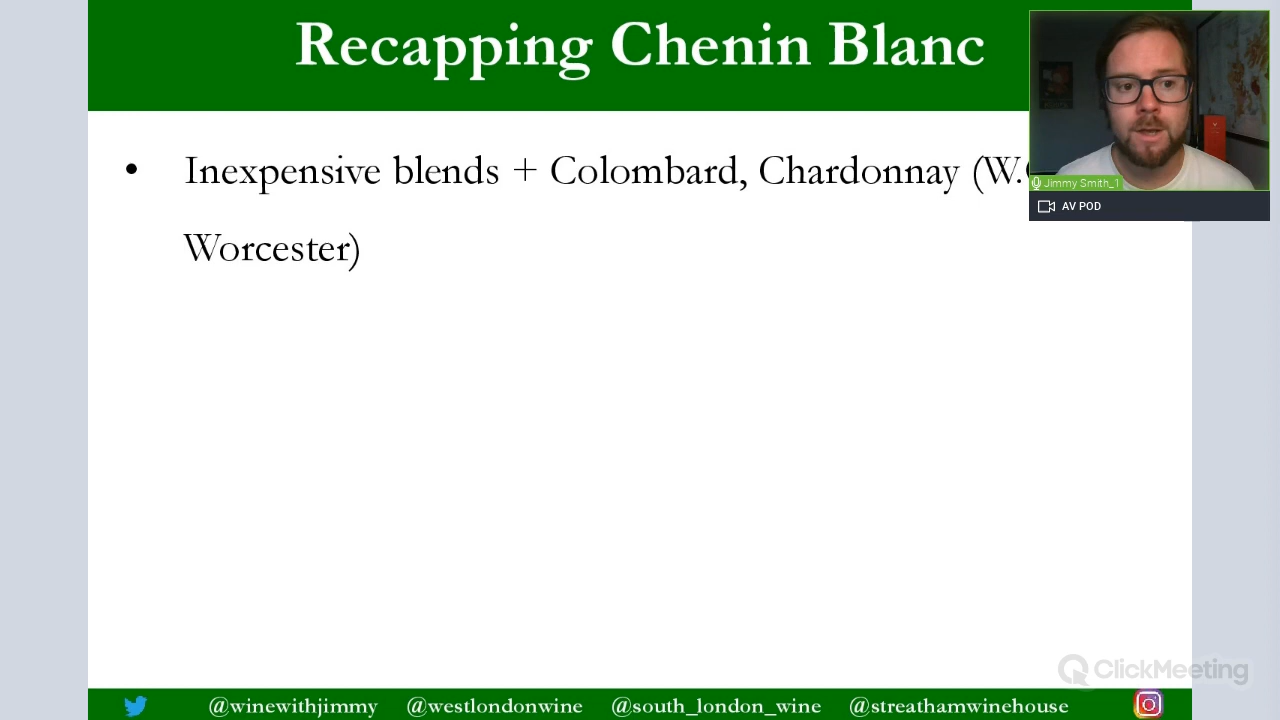 Recapping Chenin Blanc
• Inexpensive blends + Colombard, Chardonnay
Worcester)
Jimmy Smith_1
AV POD
ClickMeeting
@winewithjimmy @westlondonwine @south_london_wine @streathamwinehouse